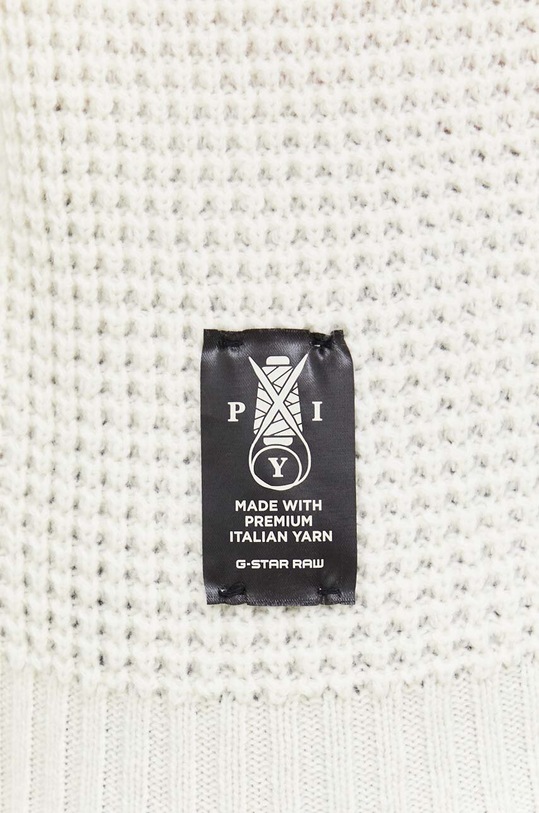 P I
Y
MADE WITH
PREMIUM
ITALIAN YARN
G-STAR RAW